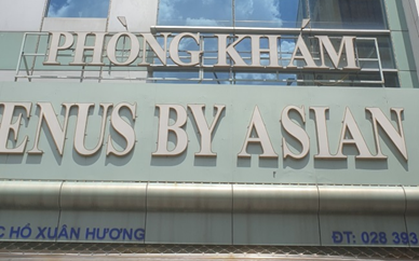 PHÒNG KHÁM
ENUS BY ASIAN
C HỒ XUÂN HƯƠNG ĐT: 028 393